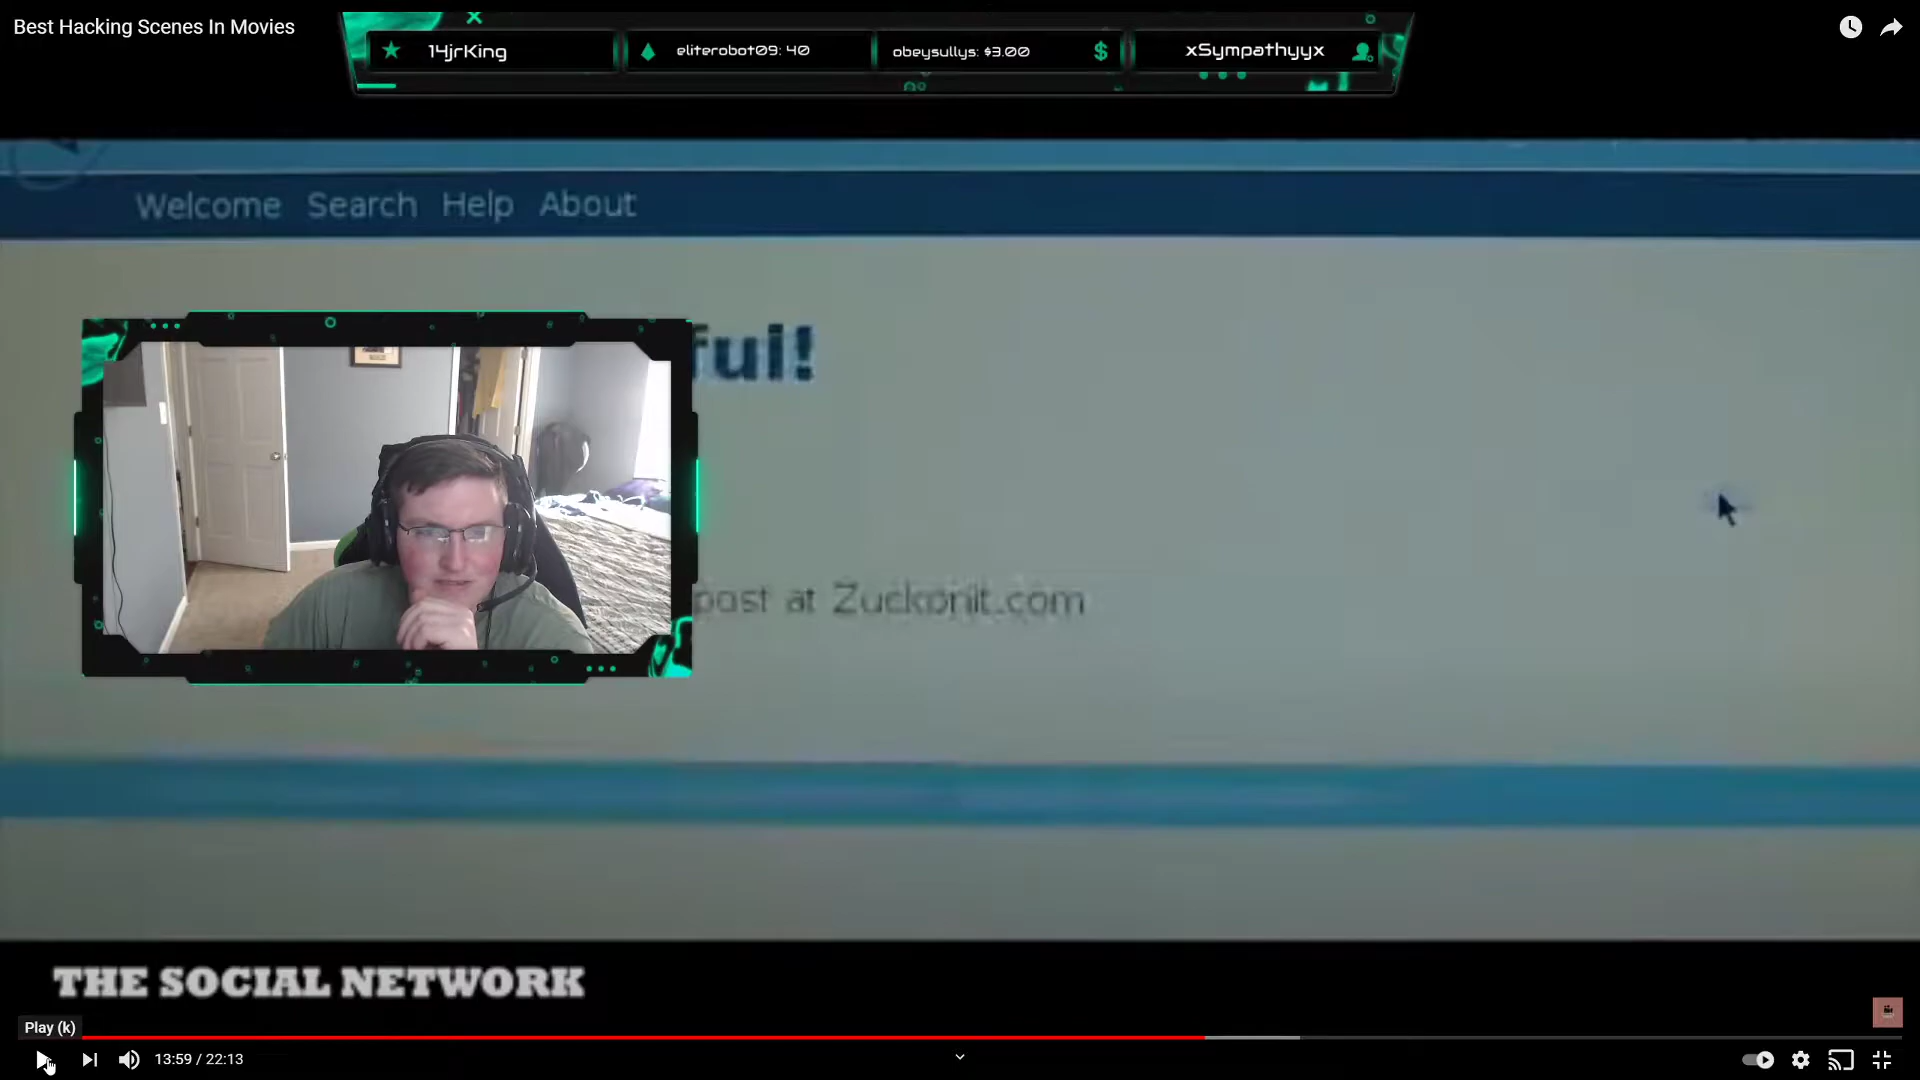 Best Hacking Scenes In Movies
14jrKing
eliterobot09: 40
obeysullys: $3.00
xSympathyyx
Welcome Search Help About
ful!
post at Zuckonit.com
THE SOCIAL NETWORK
Play (k)
13:59 / 22:13